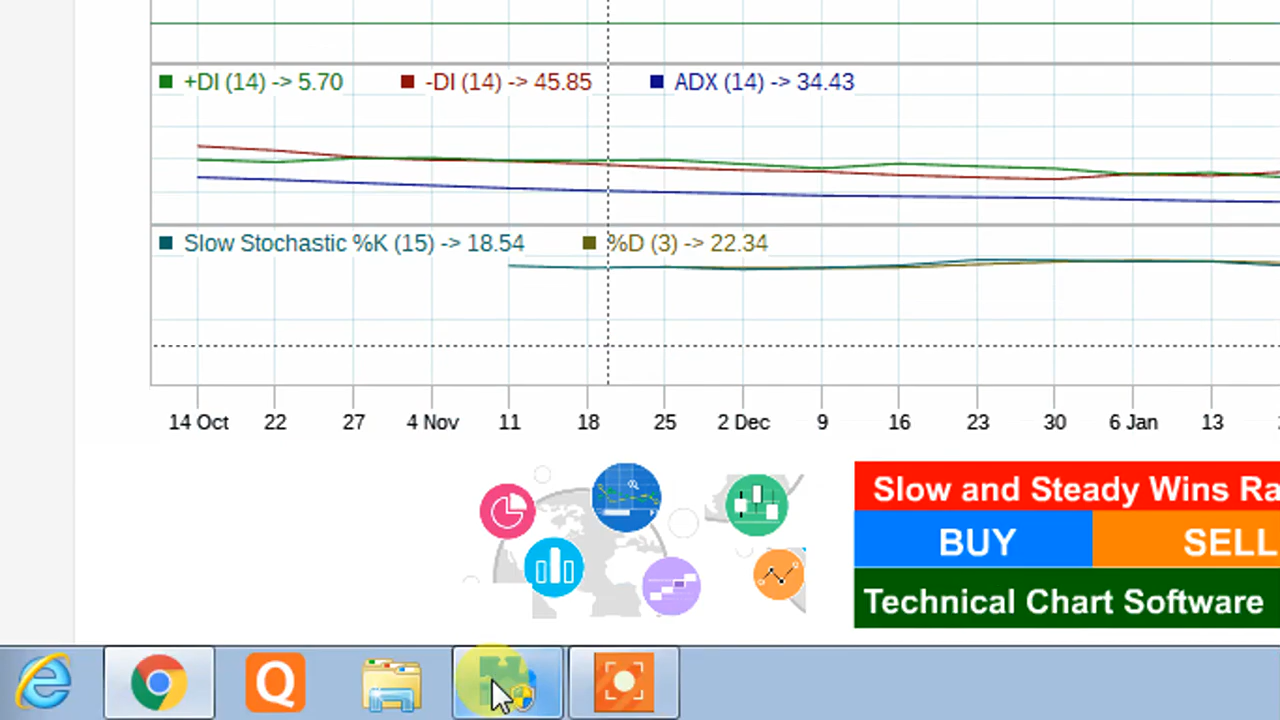 +DI (14) -> 5.70 -DI (14) -> 45.85 ADX (14) -> 34.43
Slow Stochastic %K (15) -> 18.54 %D (3) -> 22.34
14 Oct 22 27 4 Nov 11 18 25 2 Dec 9 16 23 30 6 Jan 13
Slow and Steady Wins Ra
BUY SELL
Technical Chart Software
Q